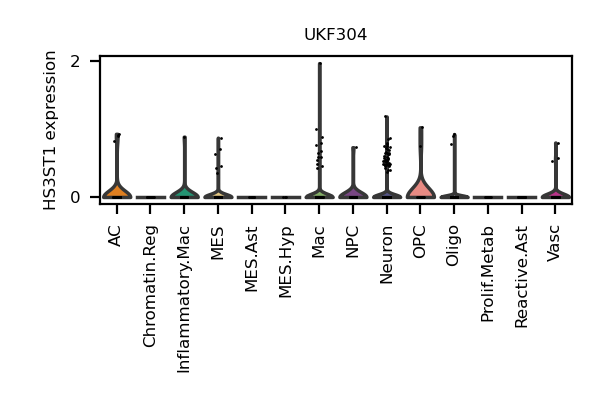 UKF304
HS3ST1 expression
2
0
AC
Chromatin.Reg
Inflammatory.Mac
MES
MES.Ast
MES.Hyp
Mac
NPC
Neuron
OPC
Oligo
Prolif.Metab
Reactive.Ast
Vasc